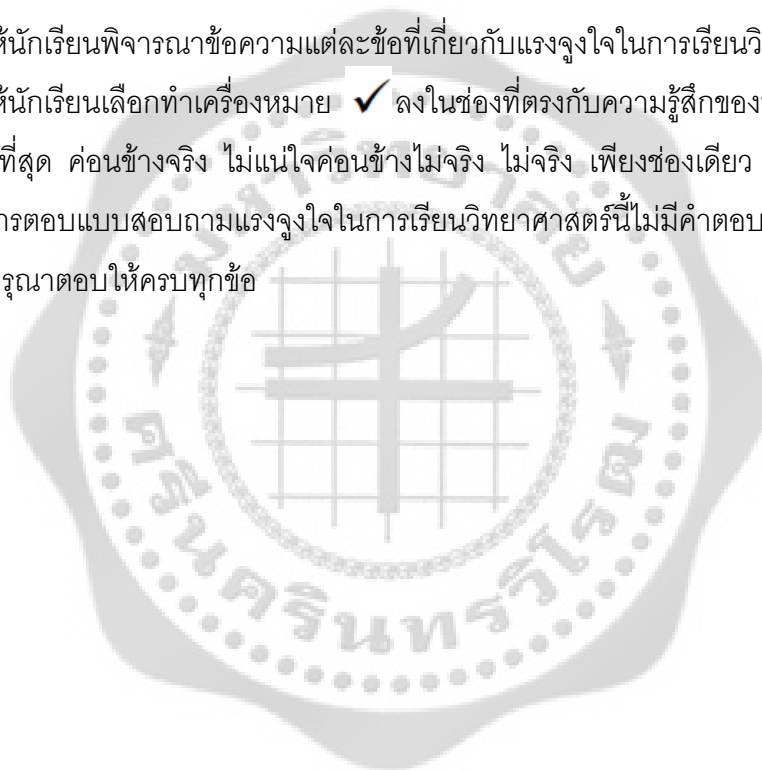 ห้นักเรียนพิจารณาข้อความแต่ละข้อที่เกี่ยวกับแรงจูงใจในการเรียนวิ
ห้นักเรียนเลือกทำเครื่องหมาย ✓ ลงในช่องที่ตรงกับความรู้สึกของ
ที่สุด ค่อนข้างจริง ไม่แน่ใจค่อนข้างไม่จริง ไม่จริง เพียงช่องเดียว
ารตอบแบบสอบถามแรงจูงใจในการเรียนวิทยาศาสตร์นี้ไม่มีคำตอบ
รุณาตอบให้ครบทุกข้อ
มหาวิทยาลัย
ศรีนครินทรวิโรฒ